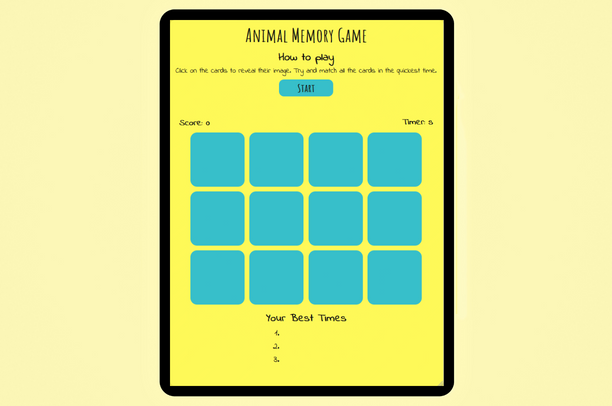 Animal Memory Game
How to play
Click on the cards to reveal their image. Try and match all the cards in the quickest time.
Start
Score: 0
Timer: s
Your Best Times
1.
2.
3.